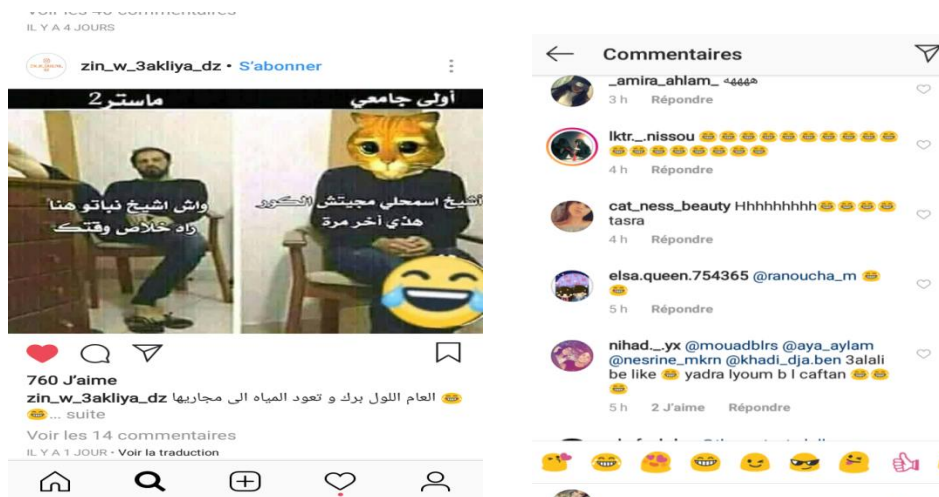 IL Y A 4 JOURS
zin_w_3akliya_dz • S'abonner
أولى جامعي
ماستر2
أشيخ اسمحلي مجيتش الكور
هذي أخر مرة
واش اشيخ نباتو هنا
راه خلاص وقتك
760 J'aime
zin_w_3akliya_dz العام اللول برك و تعود المياه الى مجاريها 😂
😂... suite
Voir les 14 commentaires
IL Y A 1 JOUR • Voir la traduction
Commentaires
_amira_ahlam_ ههههه
3 h Répondre
lktr._.nissou 😂😂😂😂😂😂😂😂😂😂
😂😂😂😂😂😂😂😂
4 h Répondre
cat_ness_beauty Hhhhhhhhhh😂😂😂😂
tasra
4 h Répondre
elsa.queen.754365 @ranoucha_m 😂
😂
5 h Répondre
nihad._.yx @mouadblrs @aya_aylam
@nesrine_mkrn @khadi_dja.ben 3alali
be like 😂 yadra lyoum b l caftan 😂😂
😂
5 h 2 J'aime Répondre